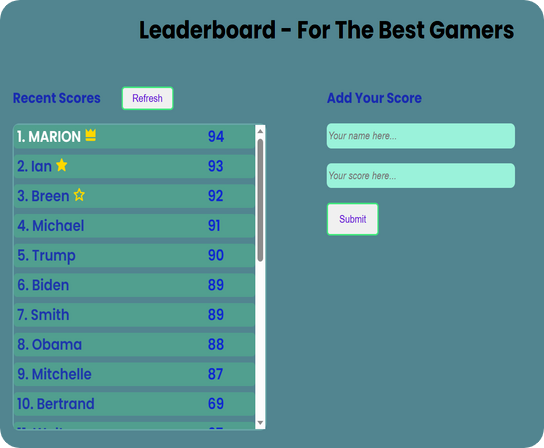 Leaderboard - For The Best Gamers
Recent Scores
Refresh
1. MARION 94
2. Ian 93
3. Breen 92
4. Michael 91
5. Trump 90
6. Biden 89
7. Smith 89
8. Obama 88
9. Mitchelle 87
10. Bertrand 69
Add Your Score
Your name here...
Your score here...
Submit